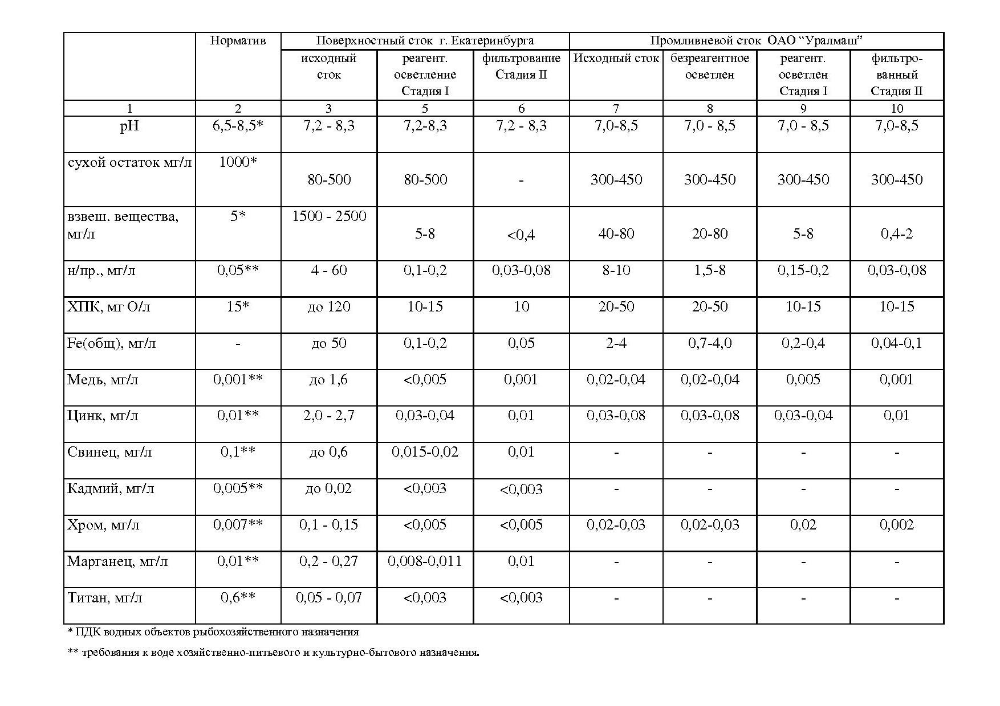 Норматив Поверхностный сток г. Екатеринбурга Промливневой сток ОАО “Уралмаш”
исходный реагент. фильтрование Исходный сток безреагентное реагент. фильтро-
сток осветление Стадия II осветлен осветлен ванный
Стадия I Стадия I Стадия II
1 2 3 5 6 7 8 9 10
pH 6,5-8,5* 7,2 - 8,3 7,2-8,3 7,2 - 8,3 7,0-8,5 7,0 - 8,5 7,0 - 8,5 7,0-8,5
сухой остаток мг/л 1000*
80-500 80-500 - 300-450 300-450 300-450 300-450
взвеш. вещества, 5* 1500 - 2500
мг/л 5-8 <0,4 40-80 20-80 5-8 0,4-2
н/пр., мг/л 0,05** 4 - 60 0,1-0,2 0,03-0,08 8-10 1,5-8 0,15-0,2 0,03-0,08
ХПК, мг О/л 15* до 120 10-15 10 20-50 20-50 10-15 10-15
Fe(общ), мг/л - до 50 0,1-0,2 0,05 2-4 0,7-4,0 0,2-0,4 0,04-0,1
Медь, мг/л 0,001** до 1,6 <0,005 0,001 0,02-0,04 0,02-0,04 0,005 0,001
Цинк, мг/л 0,01** 2,0 - 2,7 0,03-0,04 0,01 0,03-0,08 0,03-0,08 0,03-0,04 0,01
Свинец, мг/л 0,1** до 0,6 0,015-0,02 0,01 - - - -
Кадмий, мг/л 0,005** до 0,02 <0,003 <0,003 - - - -
Хром, мг/л 0,007** 0,1 - 0,15 <0,005 <0,005 0,02-0,03 0,02-0,03 0,02 0,002
Марганец, мг/л 0,01** 0,2 - 0,27 0,008-0,011 0,01 - - - -
Титан, мг/л 0,6** 0,05 - 0,07 <0,003 <0,003 - - - -
* ПДК водных объектов рыбохозяйственного назначения
** требования к воде хозяйственно-питьевого и культурно-бытового назначения.